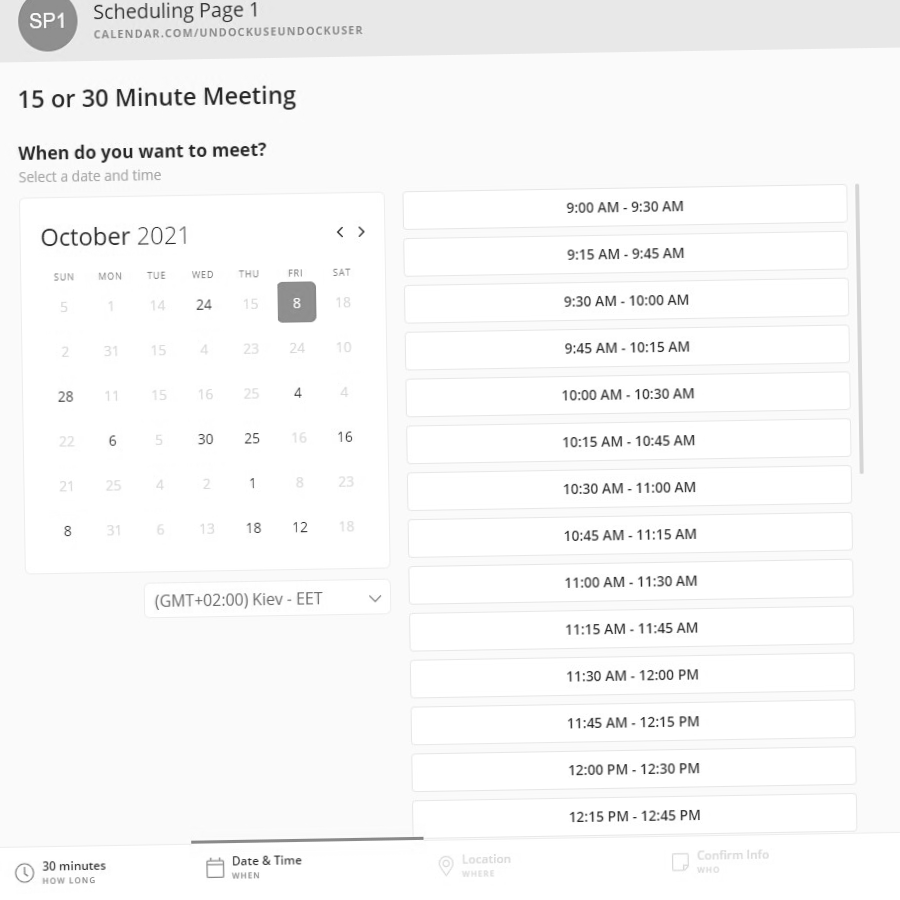 SP1
Scheduling Page 1
CALENDAR.COM/UNDOCKUSEUNDOCKUSER
15 or 30 Minute Meeting
When do you want to meet?
Select a date and time
October 2021
SUN MON TUE WED THU FRI SAT
5 1 14 24 15 8 18
2 31 15 4 23 24 10
28 11 15 16 25 4 4
22 6 5 30 25 16 16
21 25 4 2 1 8 23
8 31 6 13 18 12 18
(GMT+02:00) Kiev - EET
9:00 AM - 9:30 AM
9:15 AM - 9:45 AM
9:30 AM - 10:00 AM
9:45 AM - 10:15 AM
10:00 AM - 10:30 AM
10:15 AM - 10:45 AM
10:30 AM - 11:00 AM
10:45 AM - 11:15 AM
11:00 AM - 11:30 AM
11:15 AM - 11:45 AM
11:30 AM - 12:00 PM
11:45 AM - 12:15 PM
12:00 PM - 12:30 PM
12:15 PM - 12:45 PM
30 minutes
HOW LONG
Date & Time
WHEN
Location
WHERE
Confirm Info
WHO